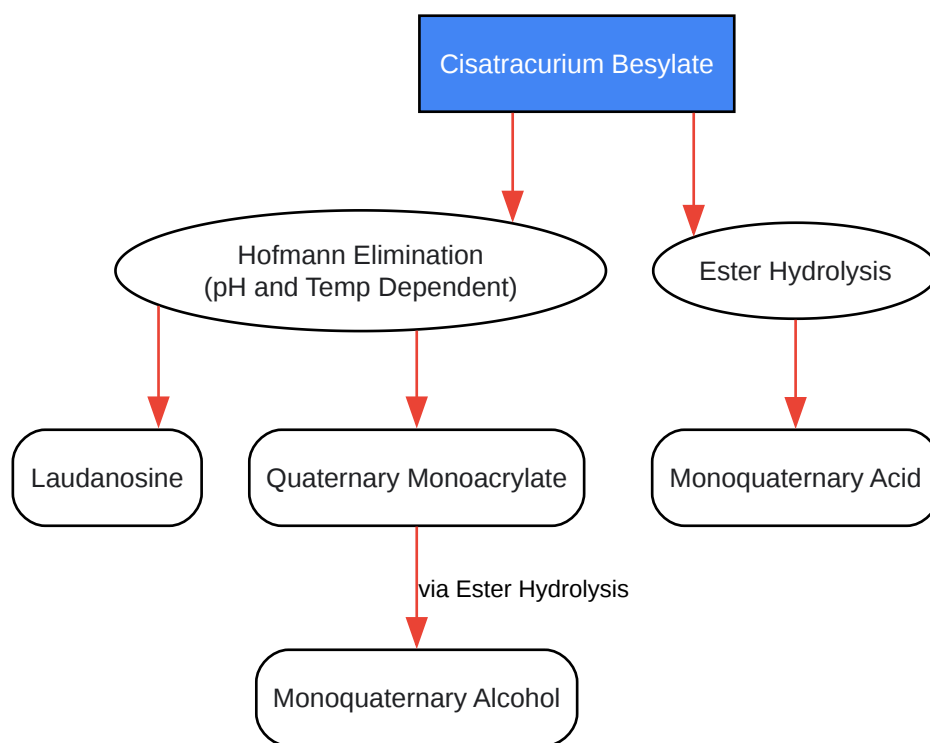 Cisatracurium Besylate
Hofmann Elimination
(pH and Temp Dependent)
Ester Hydrolysis
Laudanosine
Quaternary Monoacrylate
Monoquaternary Acid
via Ester Hydrolysis
Monoquaternary Alcohol